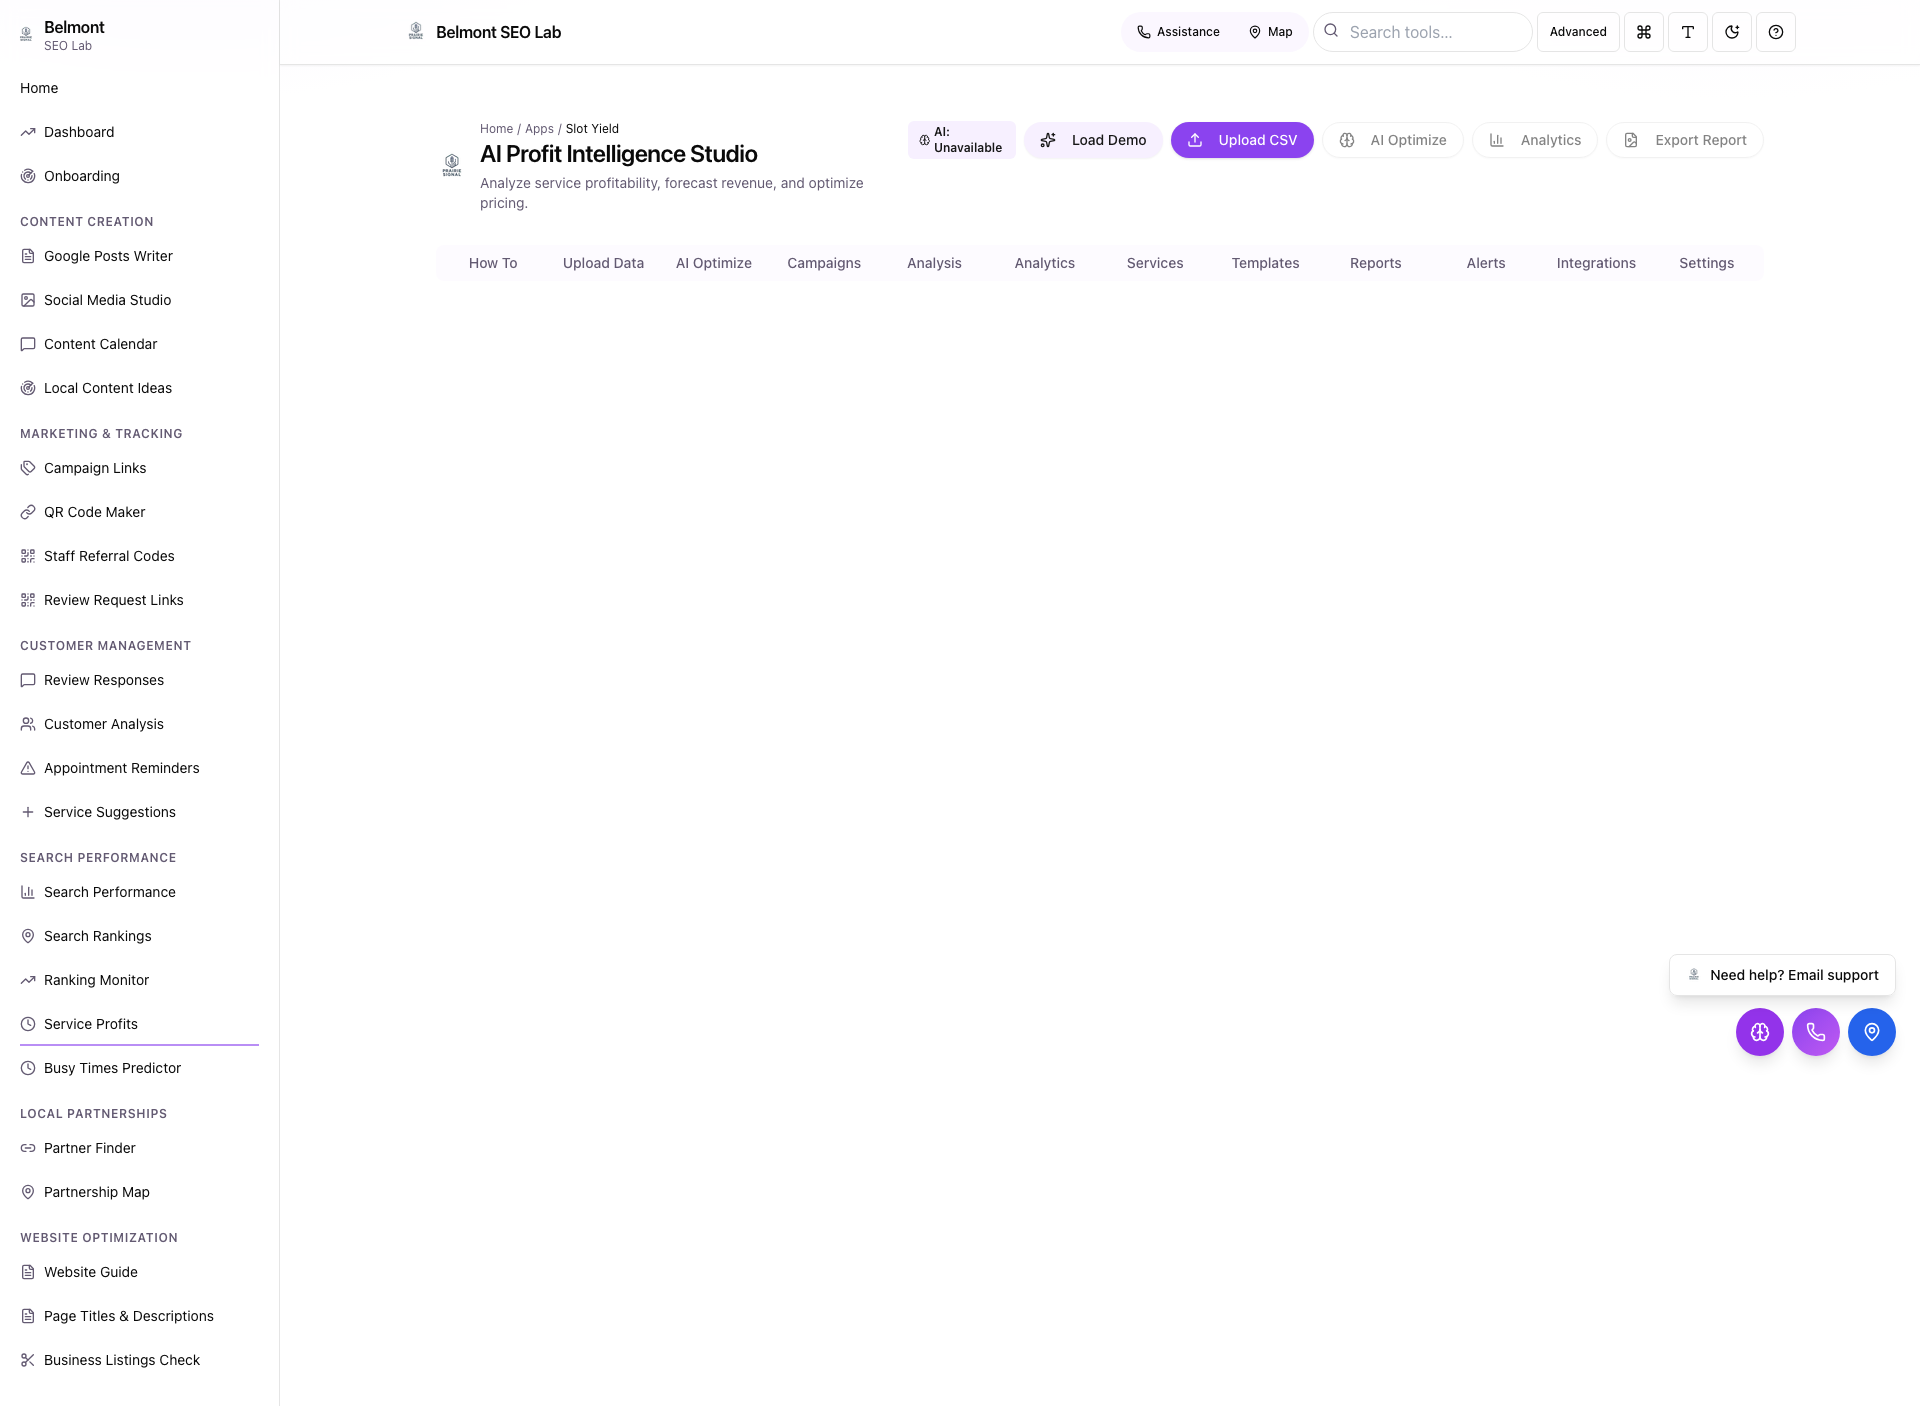 Belmont
SEO Lab
Home
Dashboard
Onboarding
CONTENT CREATION
Google Posts Writer
Social Media Studio
Content Calendar
Local Content Ideas
MARKETING & TRACKING
Campaign Links
QR Code Maker
Staff Referral Codes
Review Request Links
CUSTOMER MANAGEMENT
Review Responses
Customer Analysis
Appointment Reminders
Service Suggestions
SEARCH PERFORMANCE
Search Performance
Search Rankings
Ranking Monitor
Service Profits
Busy Times Predictor
LOCAL PARTNERSHIPS
Partner Finder
Partnership Map
WEBSITE OPTIMIZATION
Website Guide
Page Titles & Descriptions
Business Listings Check
Belmont SEO Lab
Assistance
Map
Search tools...
Advanced
Home / Apps / Slot Yield
AI Profit Intelligence Studio
Analyze service profitability, forecast revenue, and optimize
pricing.
PRAIRIE
SIGNAL
AI:
Unavailable
Load Demo
Upload CSV
AI Optimize
Analytics
Export Report
How To
Upload Data
AI Optimize
Campaigns
Analysis
Analytics
Services
Templates
Reports
Alerts
Integrations
Settings
Need help? Email support